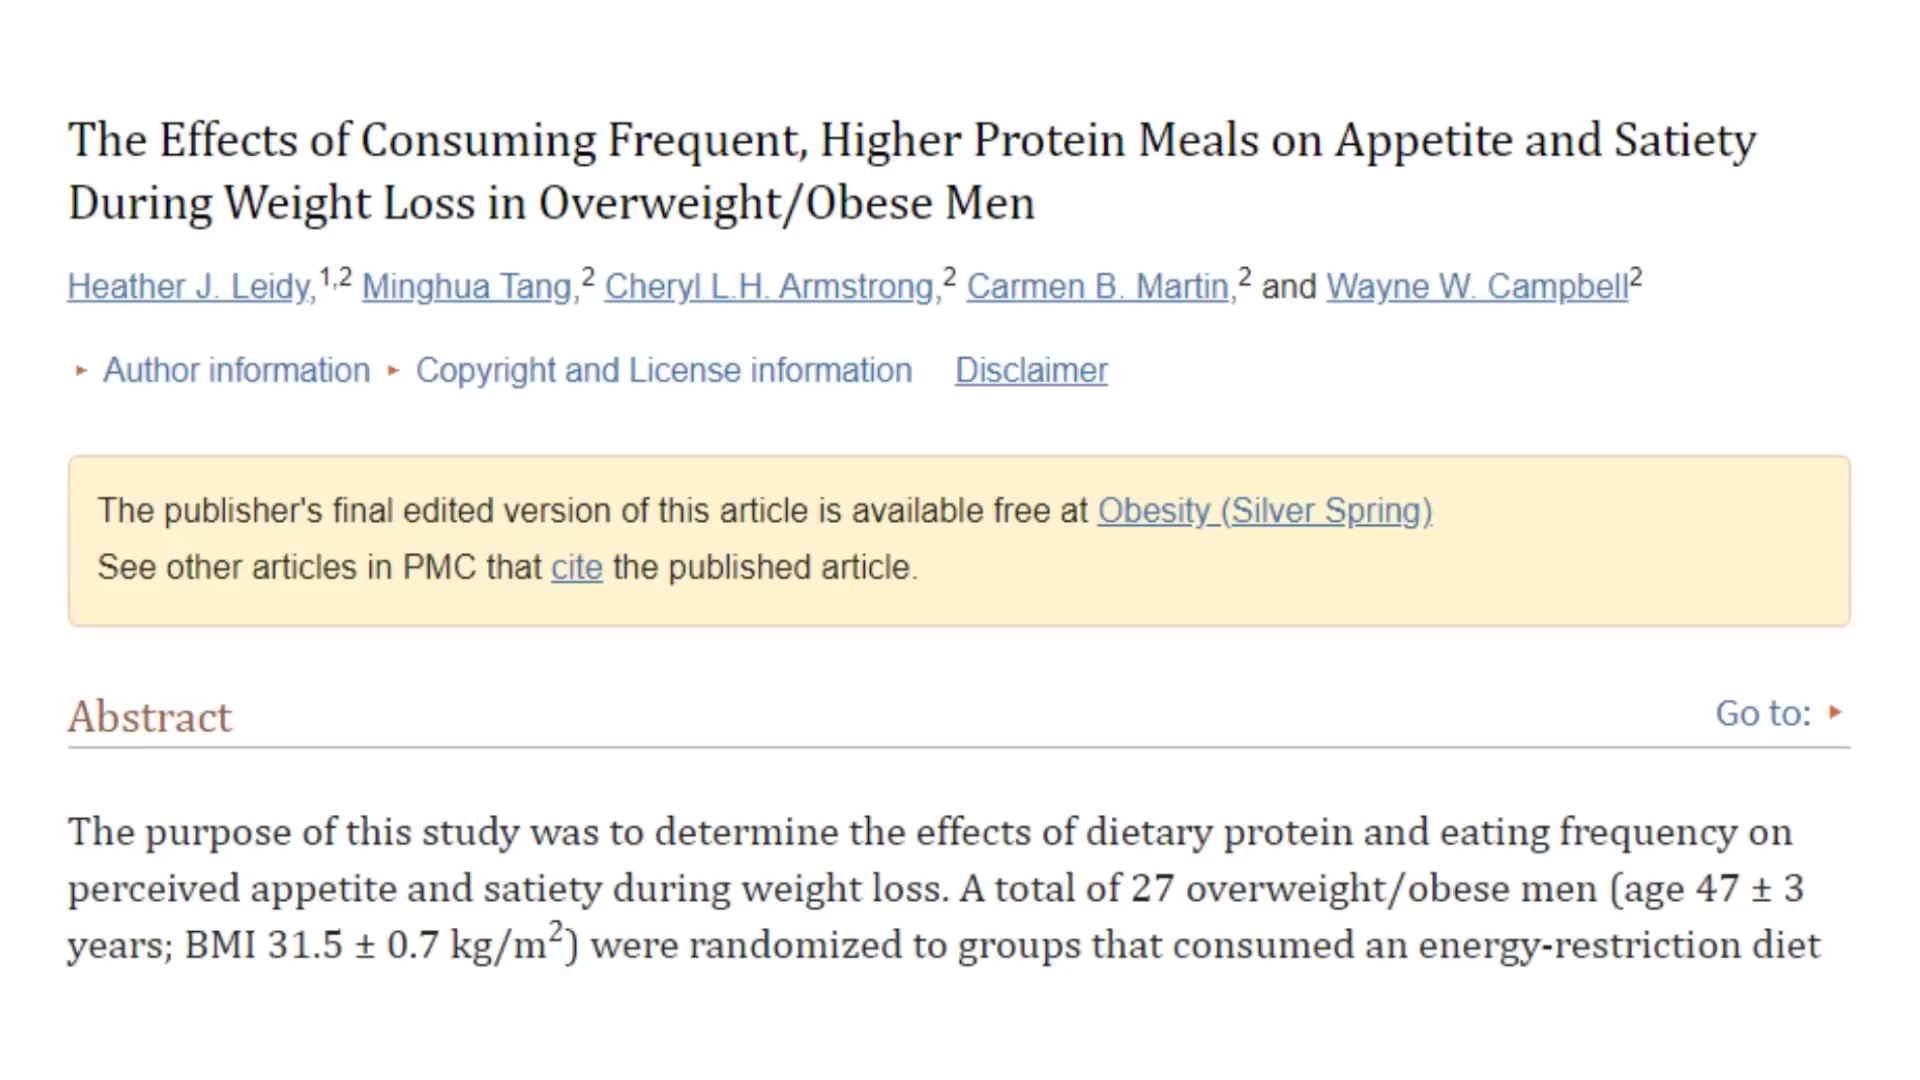 The Effects of Consuming Frequent, Higher Protein Meals on Appetite and Satiety
During Weight Loss in Overweight/Obese Men
Heather J. Leidy,1,2 Minghua Tang,2 Cheryl L.H. Armstrong,2 Carmen B. Martin,2 and Wayne W. Campbell2
▸ Author information ▸ Copyright and License information Disclaimer
The publisher's final edited version of this article is available free at Obesity (Silver Spring)
See other articles in PMC that cite the published article.
Abstract Go to: ▸
The purpose of this study was to determine the effects of dietary protein and eating frequency on
perceived appetite and satiety during weight loss. A total of 27 overweight/obese men (age 47 ± 3
years; BMI 31.5 ± 0.7 kg/m2) were randomized to groups that consumed an energy-restriction diet